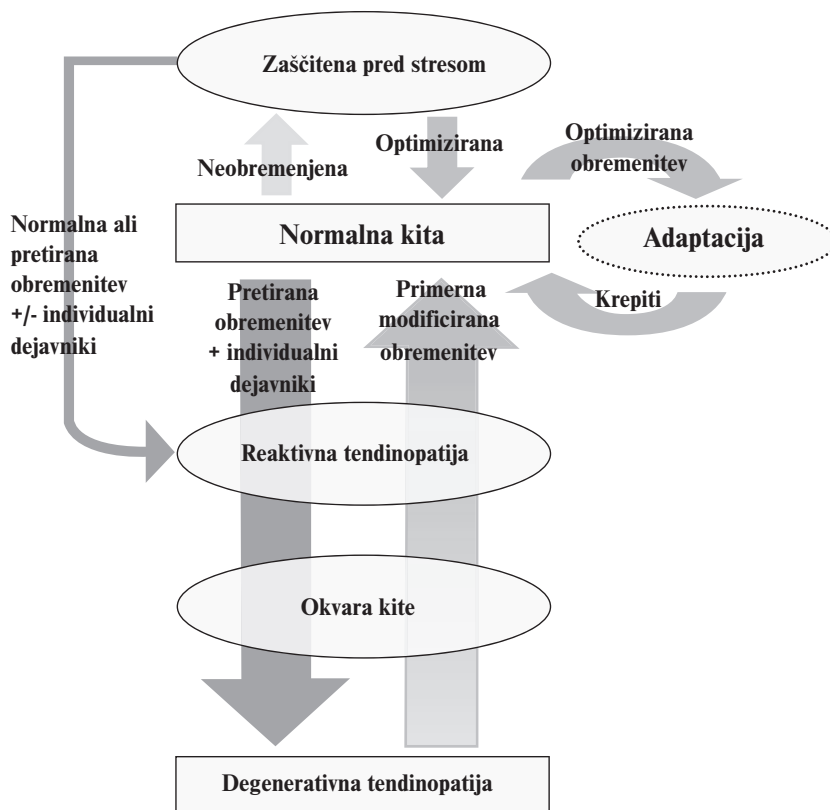 Zaščitena pred stresom
Neobremenjena
Optimizirana
Optimizirana
obremenitev
Normalna ali
pretirana
obremenitev
+/- individualni
dejavniki
Normalna kita
Adaptacija
Pretirana
obremenitev
+ individualni
dejavniki
Primerna
modificirana
obremenitev
Krepiti
Reaktivna tendinopatija
Okvara kite
Degenerativna tendinopatija